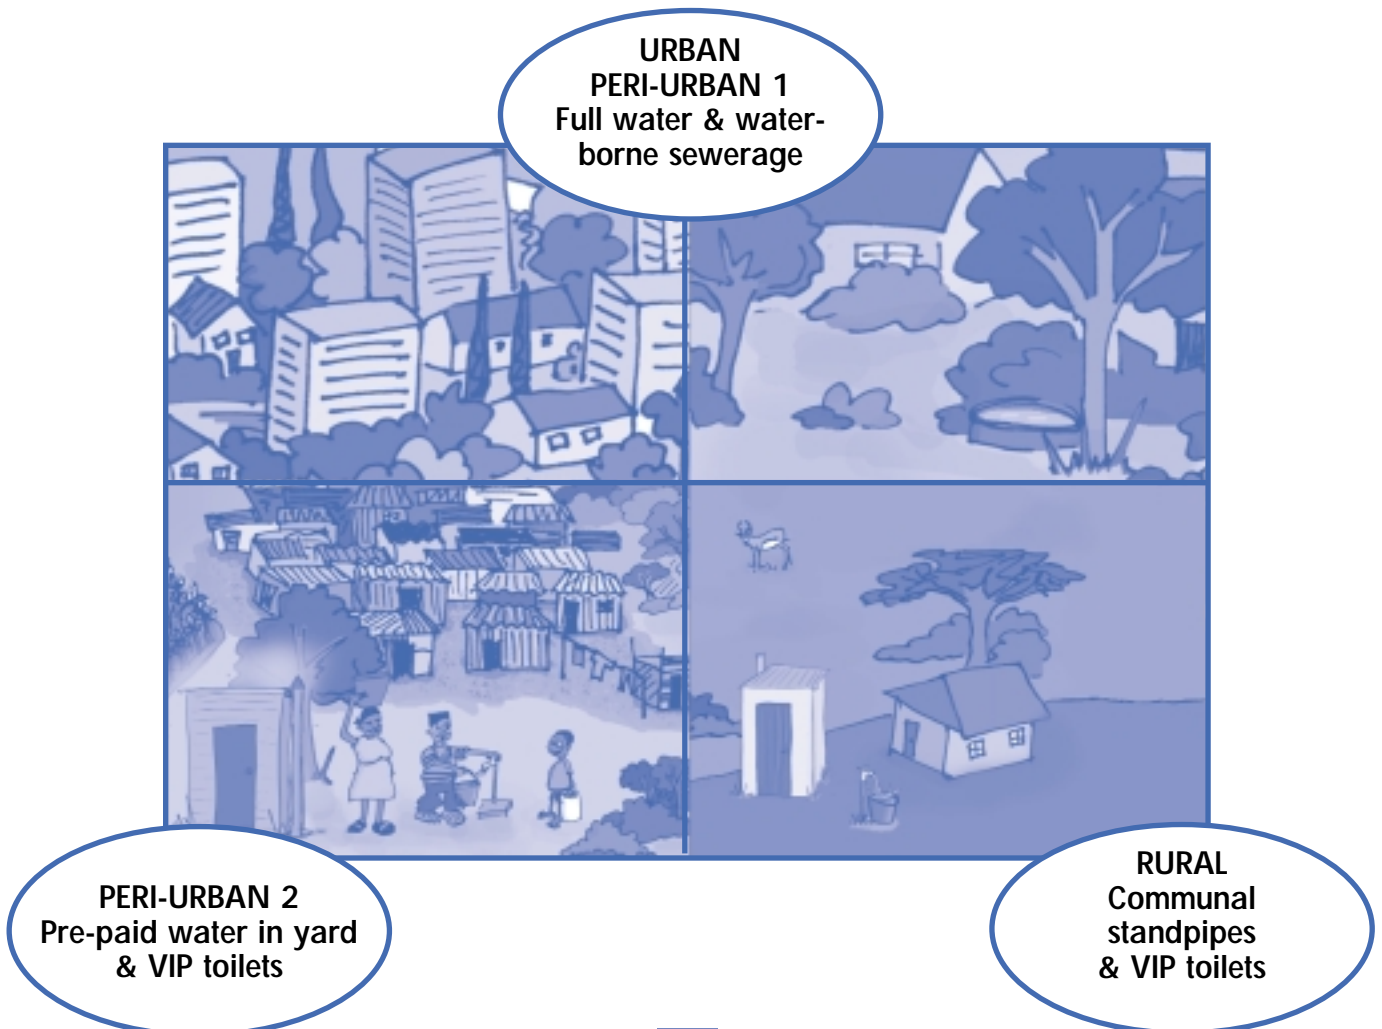 URBAN
PERI-URBAN 1
Full water & water-
borne sewerage
PERI-URBAN 2
Pre-paid water in yard
& VIP toilets
RURAL
Communal
standpipes
& VIP toilets